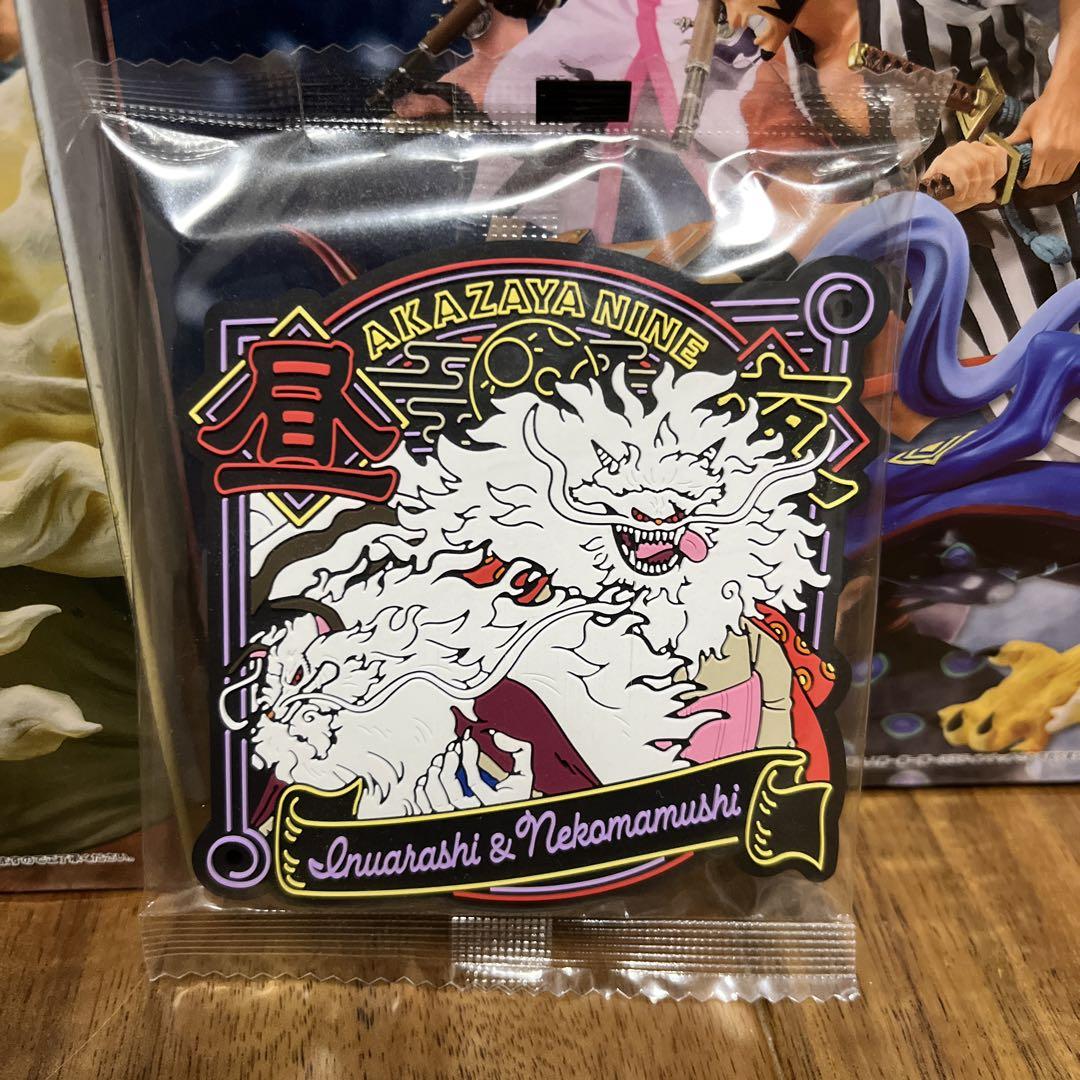 AKAZAYA NINE
昼
夜
Inuarashi & Nekomamushi